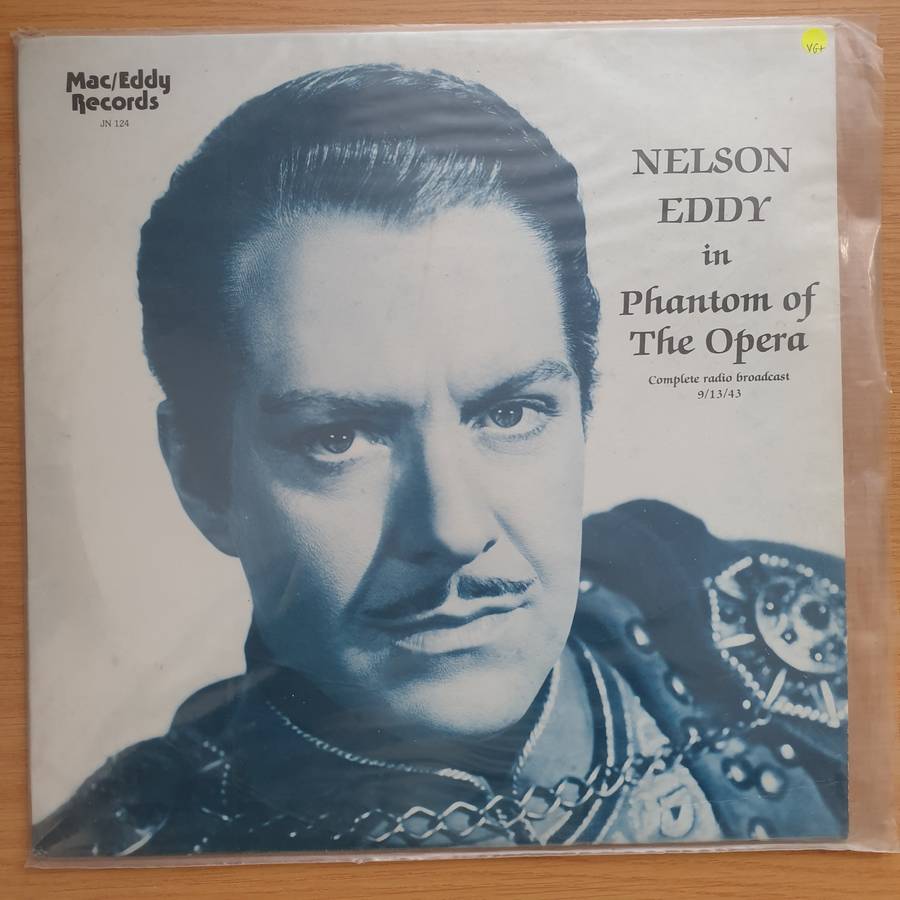 Mac/Eddy
Records
JN 124
VG+
NELSON
EDDY
in
Phantom of
The Opera
Complete radio broadcast
9/13/43